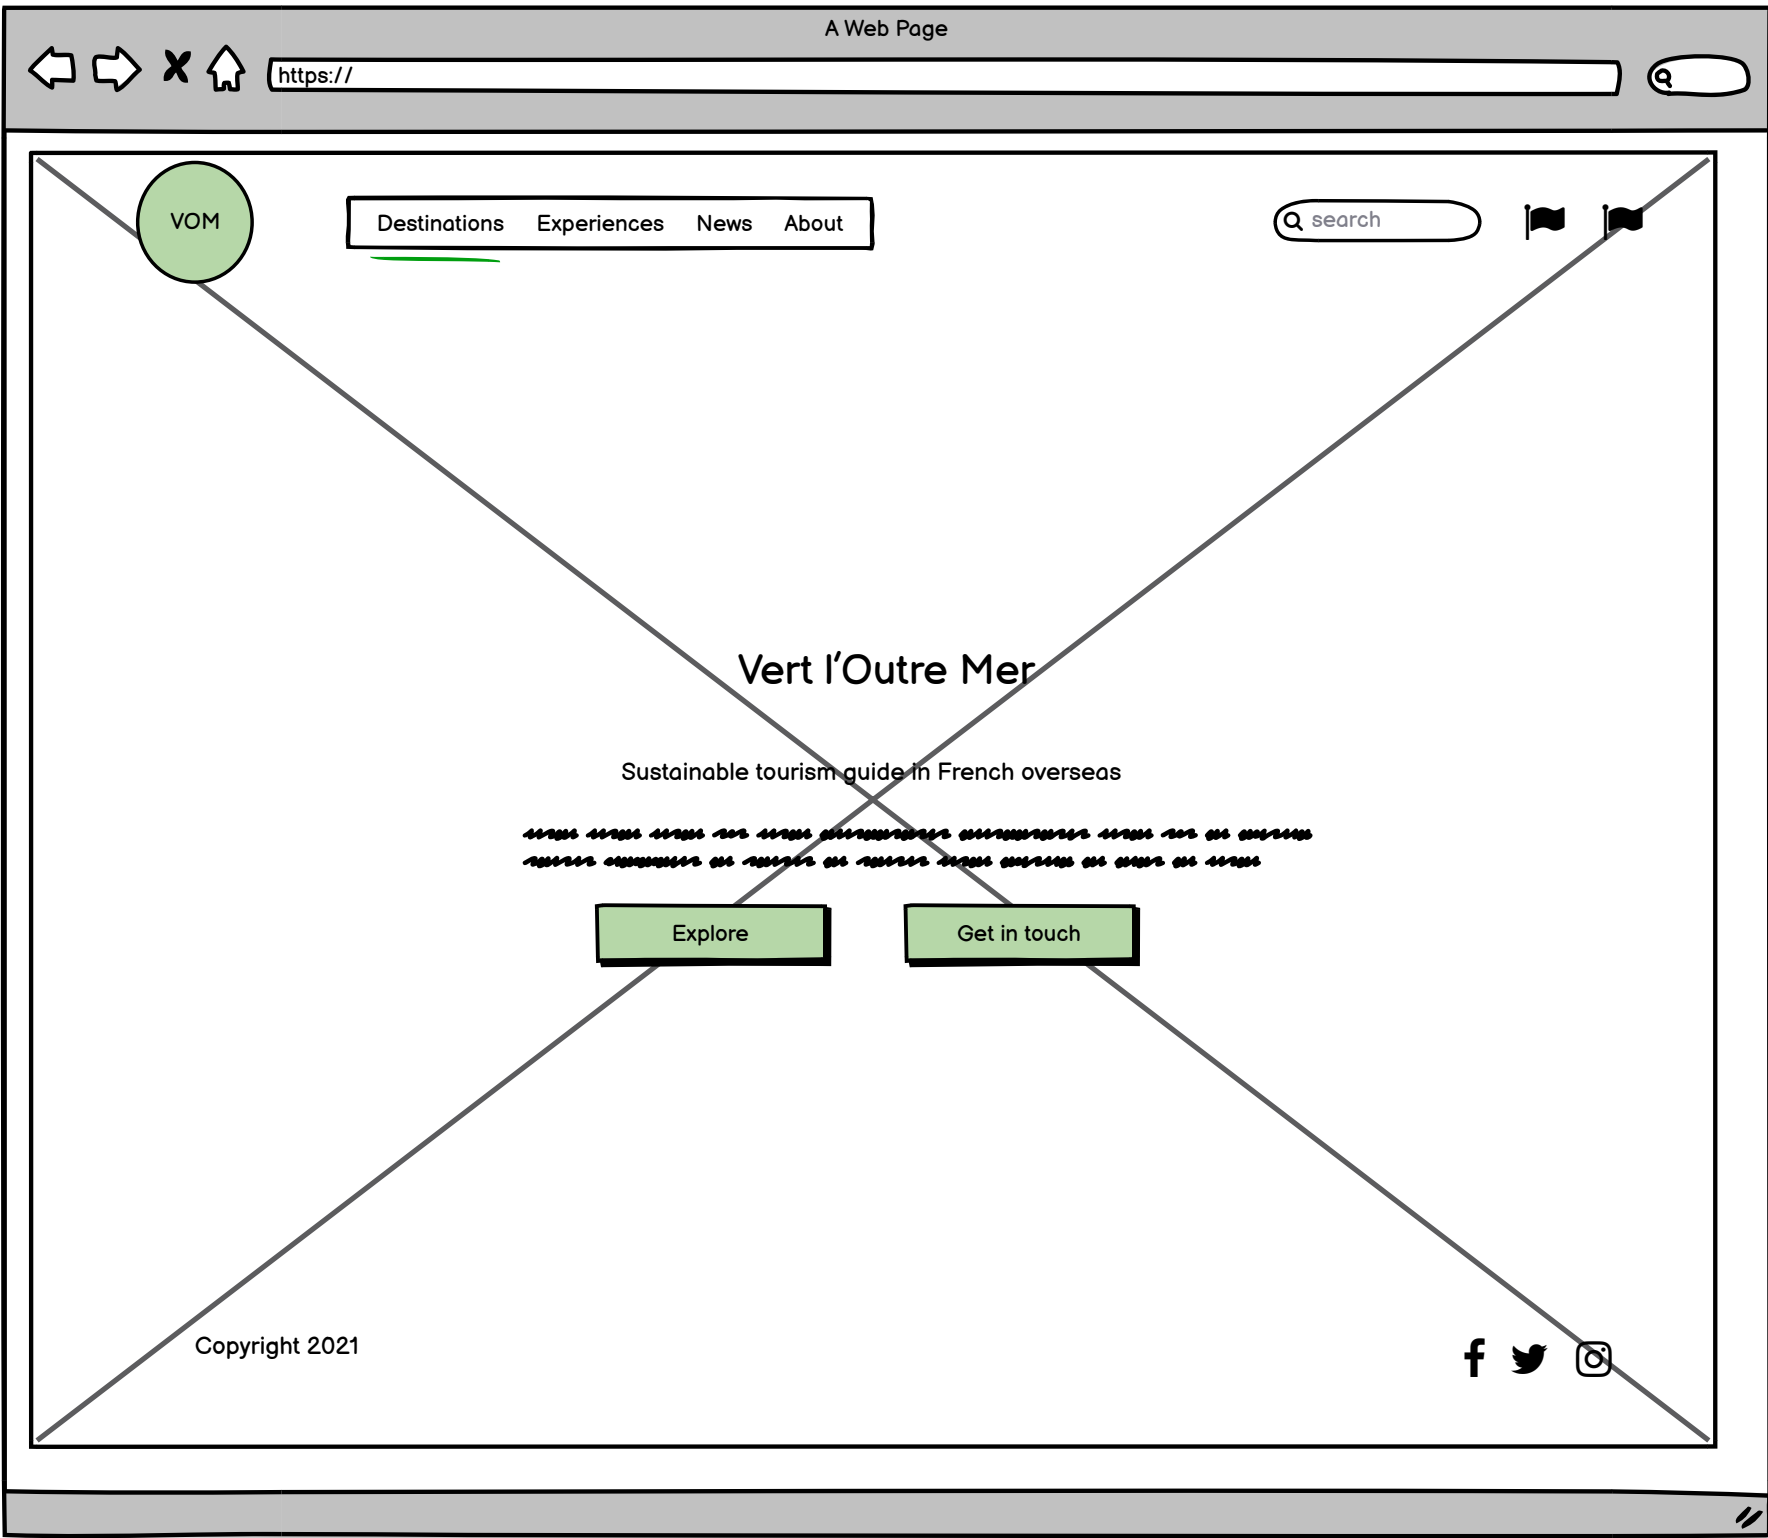 A Web Page
https://
VOM
Destinations Experiences News About
search
Vert l'Outre Mer
Sustainable tourism guide in French overseas
Explore
Get in touch
Copyright 2021